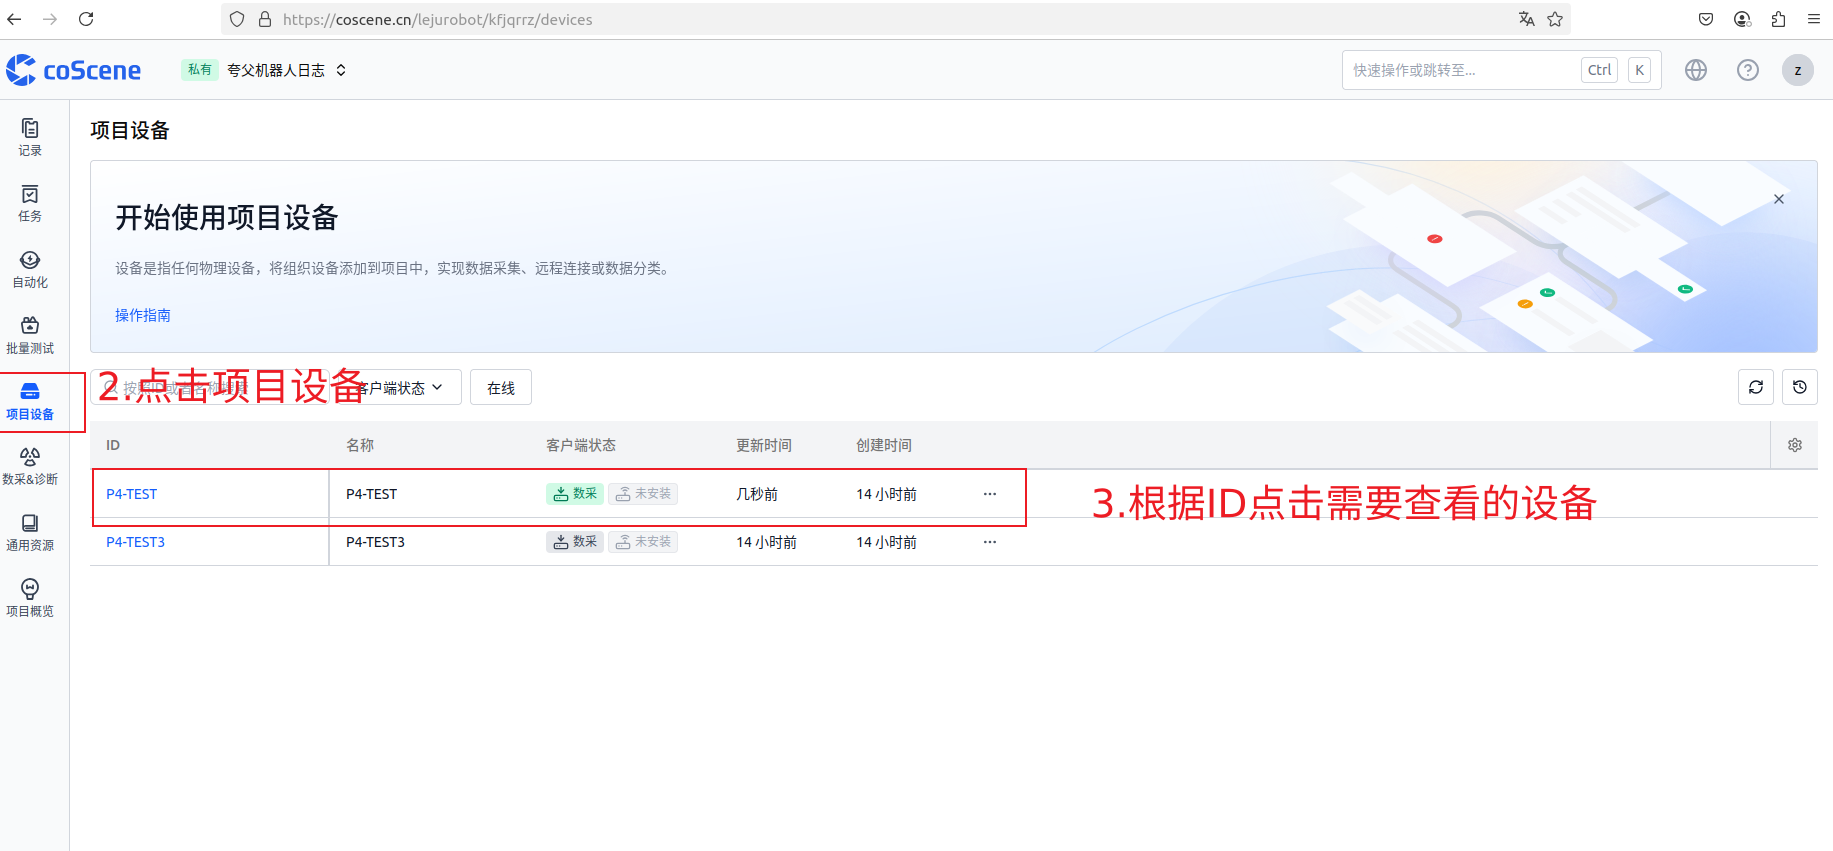 https://coscene.cn/lejurobot/kfjqrrz/devices
coScene
私有 夸父机器人日志
快速操作或跳转至... Ctrl K
z
记录
任务
自动化
批量测试
项目设备
数采&诊断
通用资源
项目概览
项目设备
开始使用项目设备
设备是指任何物理设备，将组织设备添加到项目中，实现数据采集、远程连接或数据分类。
操作指南
按照ID或者名称搜索 客户端状态 在线
2.点击项目设备
ID 名称 客户端状态 更新时间 创建时间
P4-TEST P4-TEST 数采 未安装 几秒前 14 小时前 ...
3.根据ID点击需要查看的设备
P4-TEST3 P4-TEST3 数采 未安装 14 小时前 14 小时前 ...